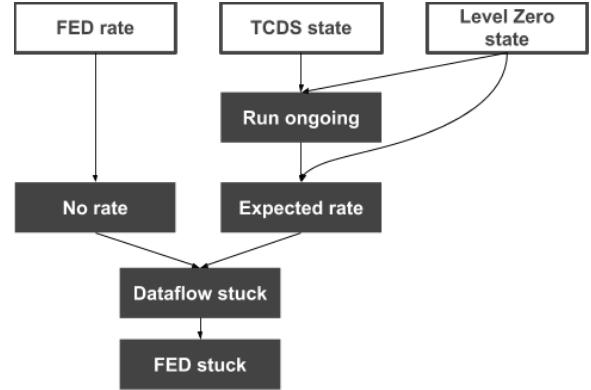 FED rate
TCDS state
Level Zero
state
Run ongoing
No rate
Expected rate
Dataflow stuck
FED stuck